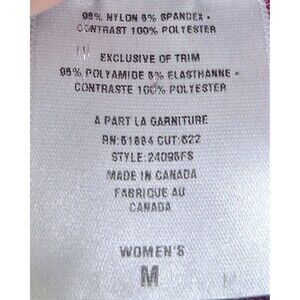 95% NYLON 5% SPANDEX •
CONTRAST 100% POLYESTER
EXCLUSIVE OF TRIM
95% POLYAMIDE 5% ELASTHANNE •
CONTRASTE 100% POLYESTER
A PART LA GARNITURE
RN:51884 CUT:522
STYLE:24095FS
MADE IN CANADA
FABRIQUE AU
CANADA
WOMEN'S
M